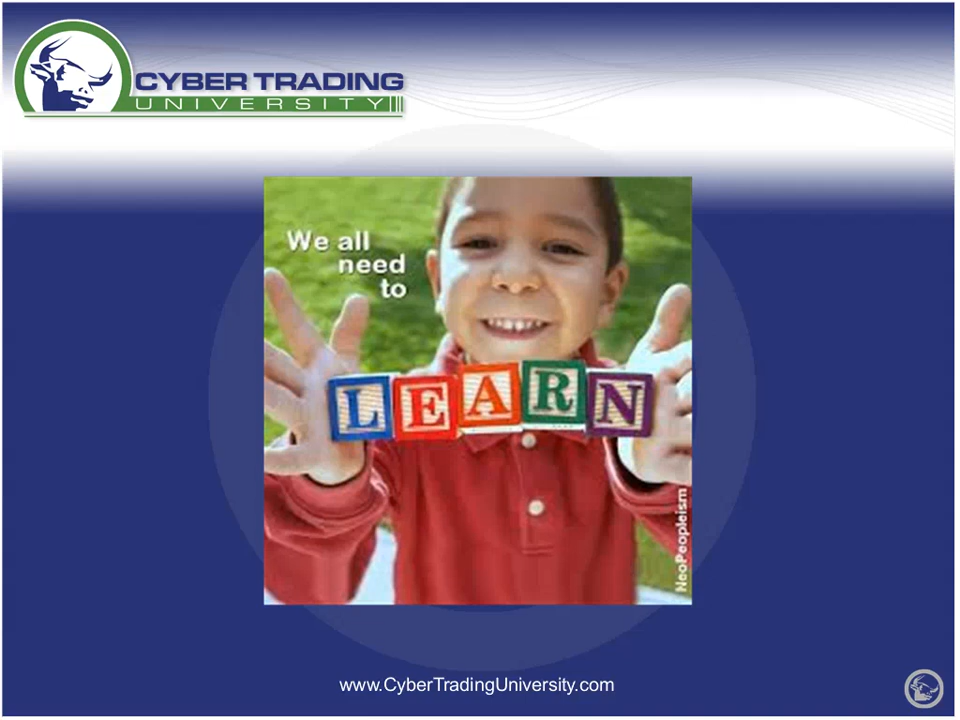 CYBER TRADING
UNIVERSITY
We all
need
to
LEARN
NeoPeopleism
www.CyberTradingUniversity.com